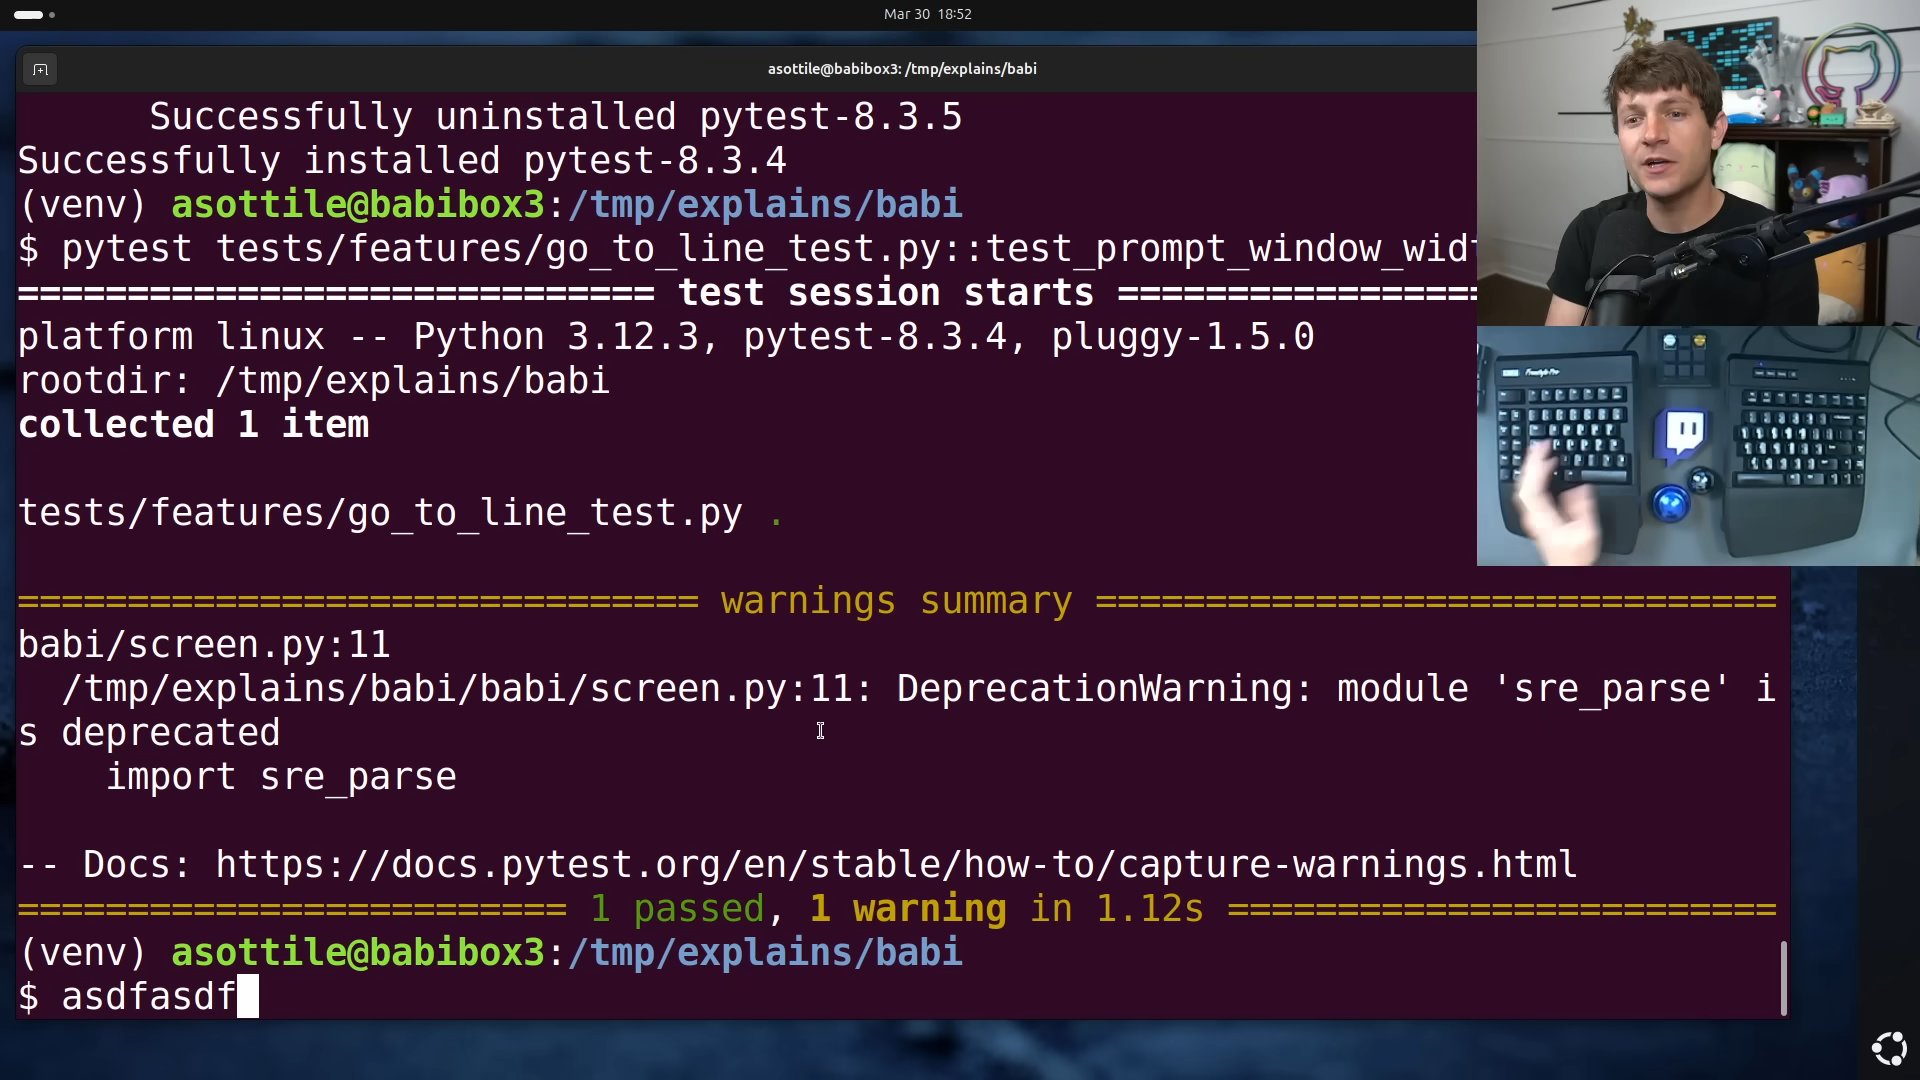 Mar 30 18:52
asottile@babibox3: /tmp/explains/babi
Successfully uninstalled pytest-8.3.5
Successfully installed pytest-8.3.4
(venv) asottile@babibox3:/tmp/explains/babi
$ pytest tests/features/go_to_line_test.py::test_prompt_window_wid
============================= test session starts =================
platform linux -- Python 3.12.3, pytest-8.3.4, pluggy-1.5.0
rootdir: /tmp/explains/babi
collected 1 item
tests/features/go_to_line_test.py .
=============================== warnings summary ===============================
babi/screen.py:11
/tmp/explains/babi/babi/screen.py:11: DeprecationWarning: module 'sre_parse' i
s deprecated
import sre_parse
-- Docs: https://docs.pytest.org/en/stable/how-to/capture-warnings.html
========================= 1 passed, 1 warning in 1.12s =========================
(venv) asottile@babibox3:/tmp/explains/babi
$ asdfasdf
Freestyle Pro